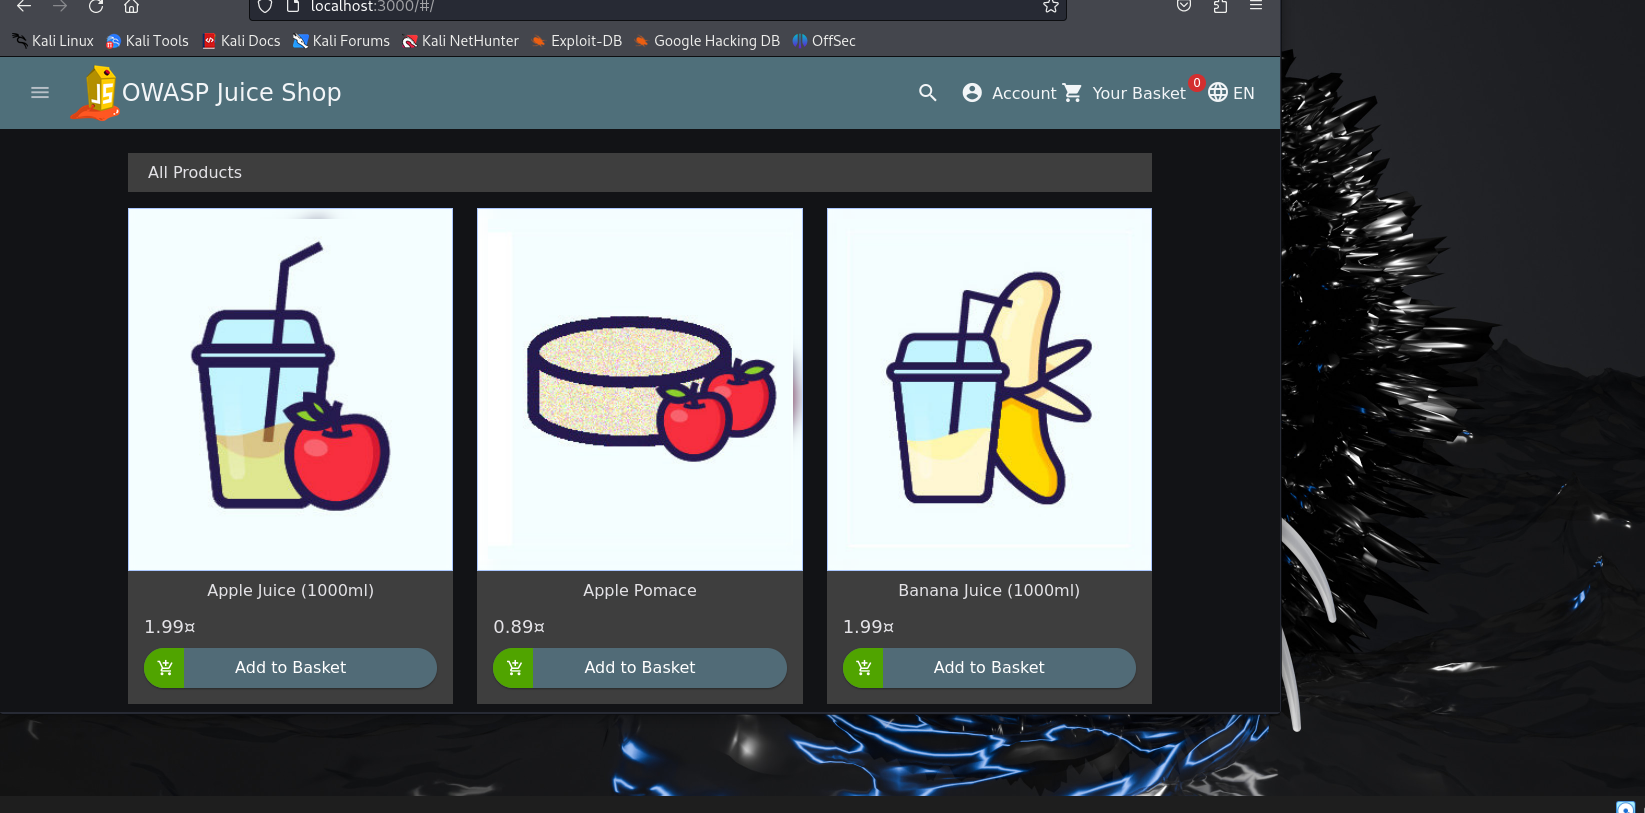 localhost:3000/#/
Kali Linux Kali Tools Kali Docs Kali Forums Kali NetHunter Exploit-DB Google Hacking DB OffSec
JS OWASP Juice Shop Account Your Basket 0 EN
All Products
Apple Juice (1000ml) Apple Pomace Banana Juice (1000ml)
1.99¤ 0.89¤ 1.99¤
Add to Basket Add to Basket Add to Basket